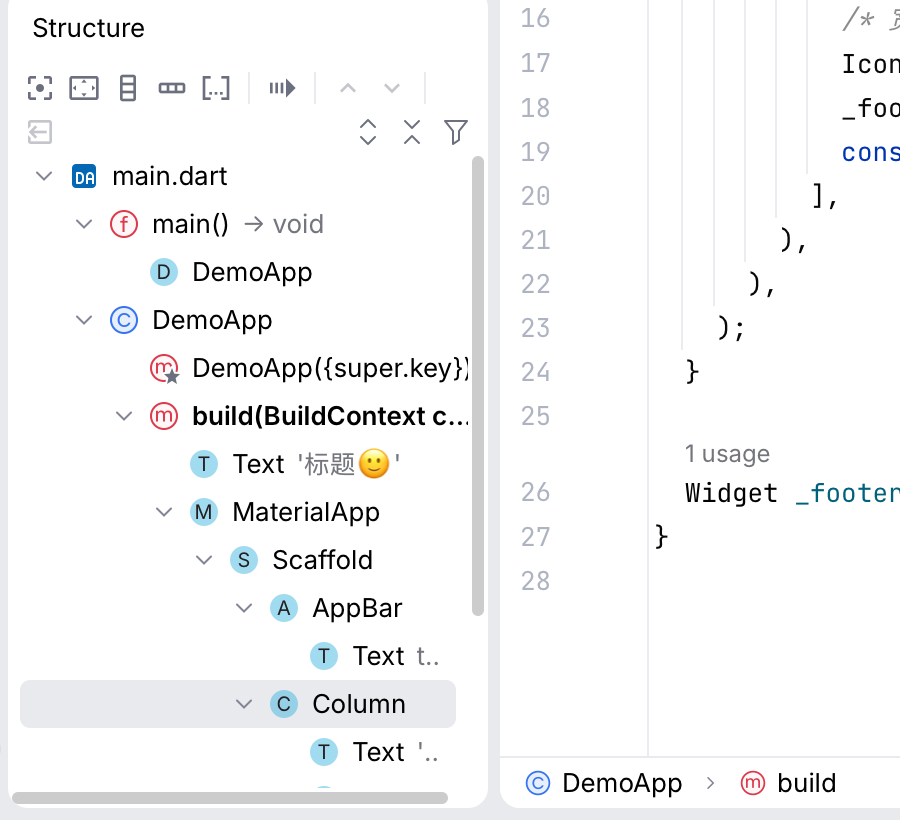 Structure
main.dart
main() → void
DemoApp
DemoApp
DemoApp({super.key})
build(BuildContext c...
Text '标题🙂'
MaterialApp
Scaffold
AppBar
Text t..
Column
Text '..
16 /*
17 Icon
18 _foo
19 cons
20 ],
21 ),
22 ),
23 );
24 }
25
1 usage
26 Widget _footer
27 }
28
DemoApp > build